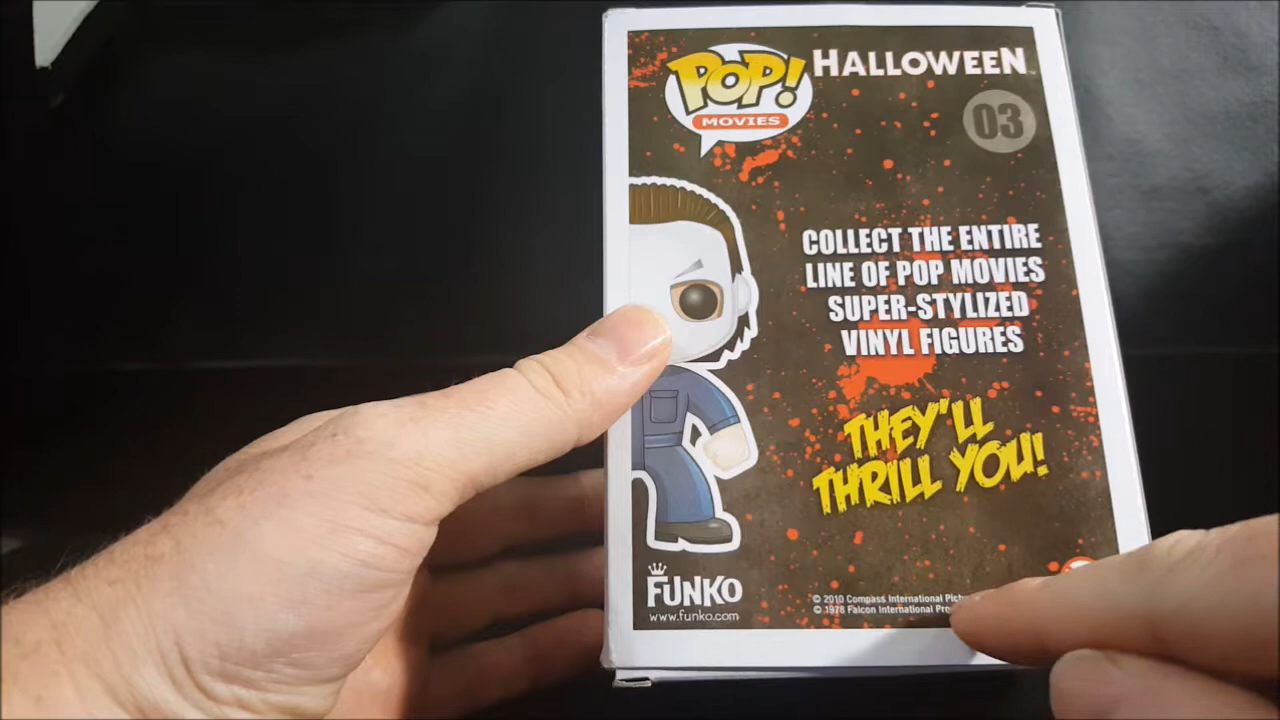 POP!
MOVIES
HALLOWEEN
03
COLLECT THE ENTIRE
LINE OF POP MOVIES
SUPER-STYLIZED
VINYL FIGURES
THEY'LL
THRILL YOU!
FUNKO
www.funko.com
© 2010 Compass International
© 1978 Falcon International